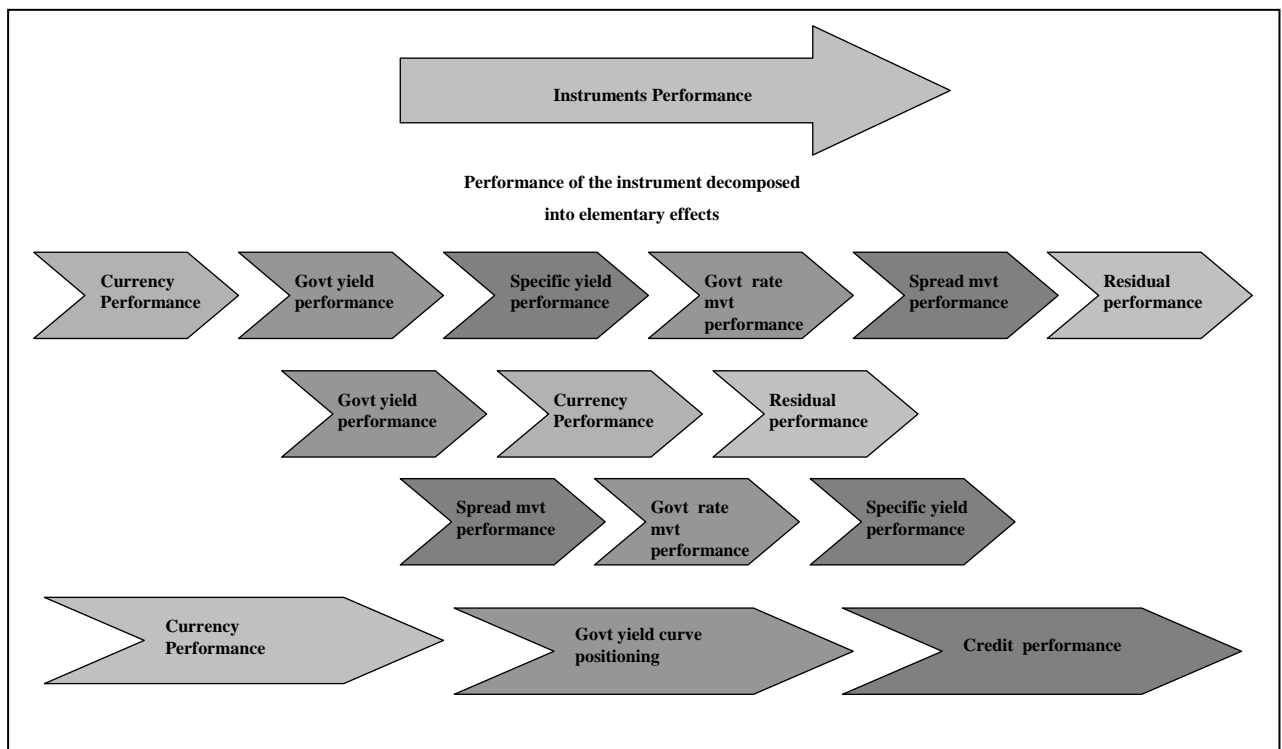 Instruments Performance
Performance of the instrument decomposed
into elementary effects
Currency
Performance
Govt yield
performance
Specific yield
performance
Govt rate
mvt
performance
Spread mvt
performance
Residual
performance
Govt yield
performance
Currency
Performance
Residual
performance
Spread mvt
performance
Govt rate
mvt
performance
Specific yield
performance
Currency
Performance
Govt yield curve
positioning
Credit performance